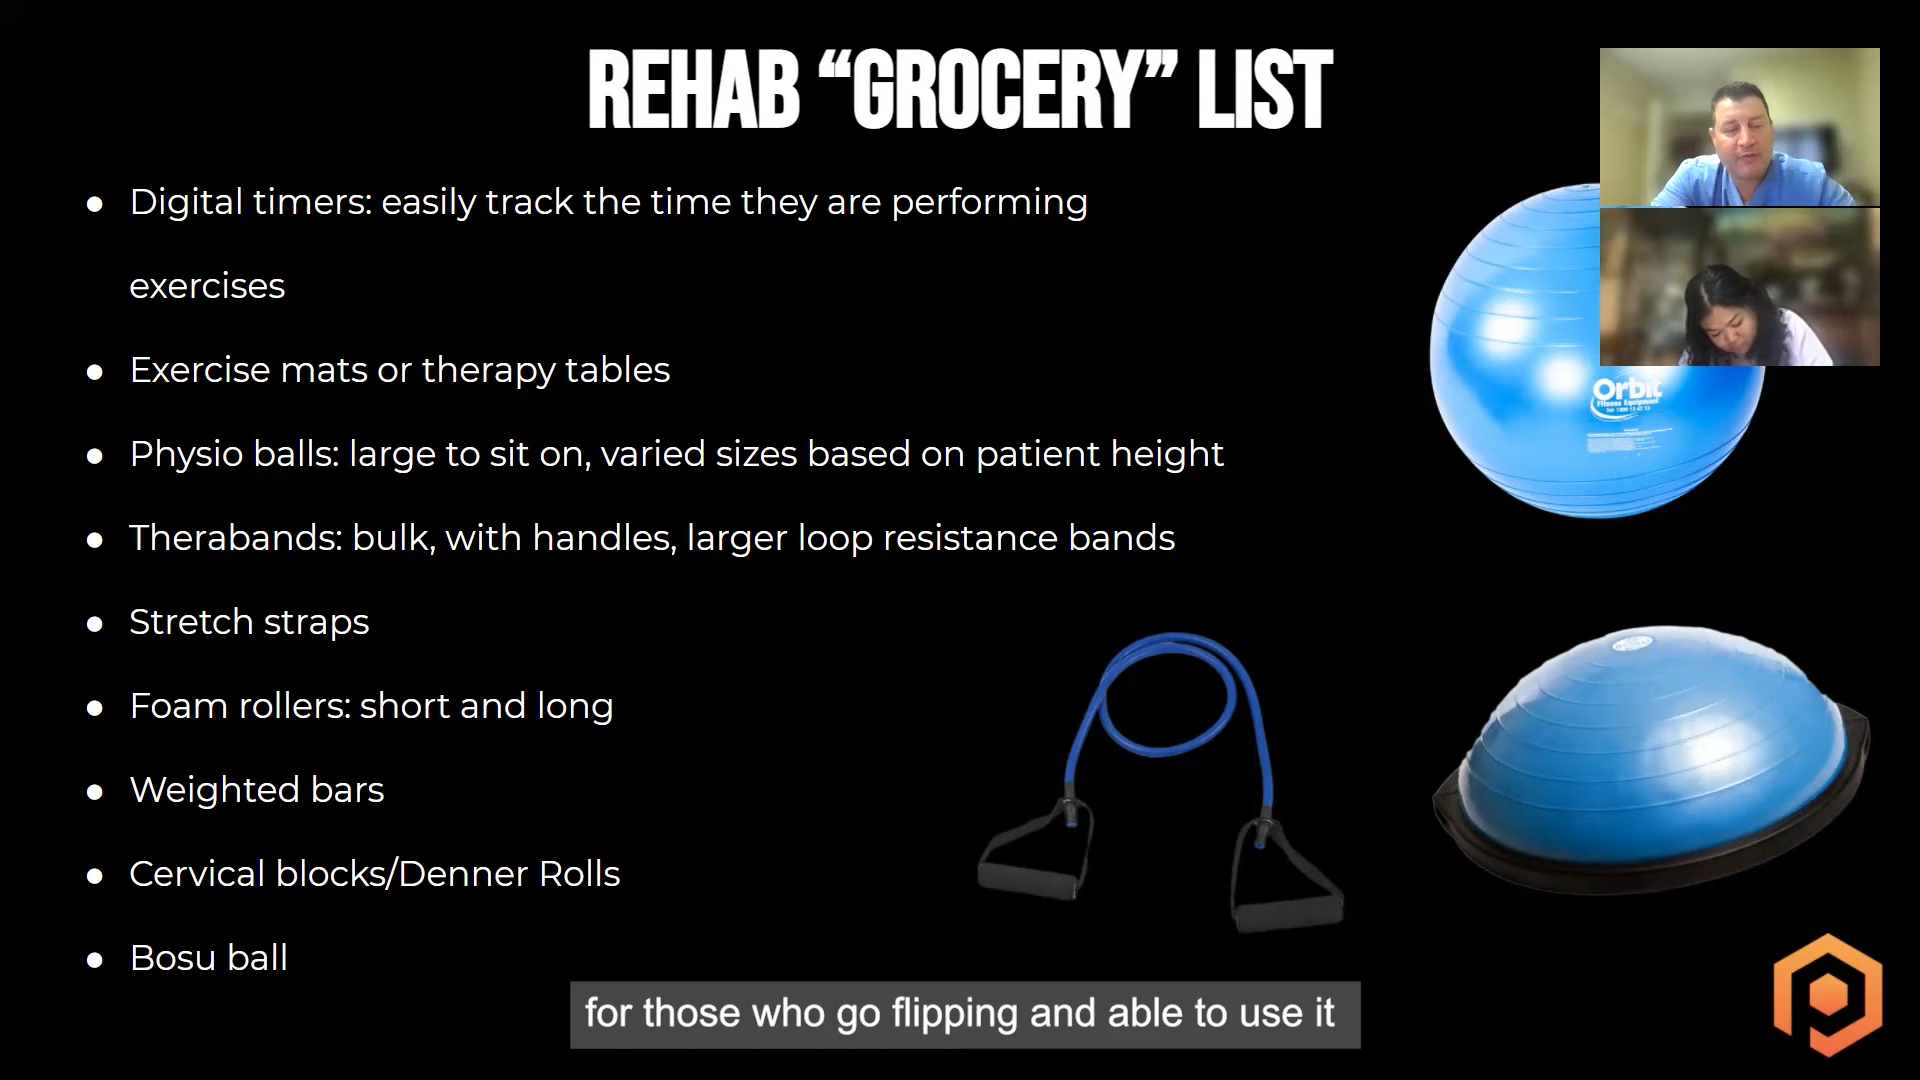 REHAB “GROCERY” LIST
● Digital timers: easily track the time they are performing
exercises
● Exercise mats or therapy tables
● Physio balls: large to sit on, varied sizes based on patient height
● Therabands: bulk, with handles, larger loop resistance bands
● Stretch straps
● Foam rollers: short and long
● Weighted bars
● Cervical blocks/Denner Rolls
● Bosu ball
Orbit
Fitness Equipment
for those who go flipping and able to use it